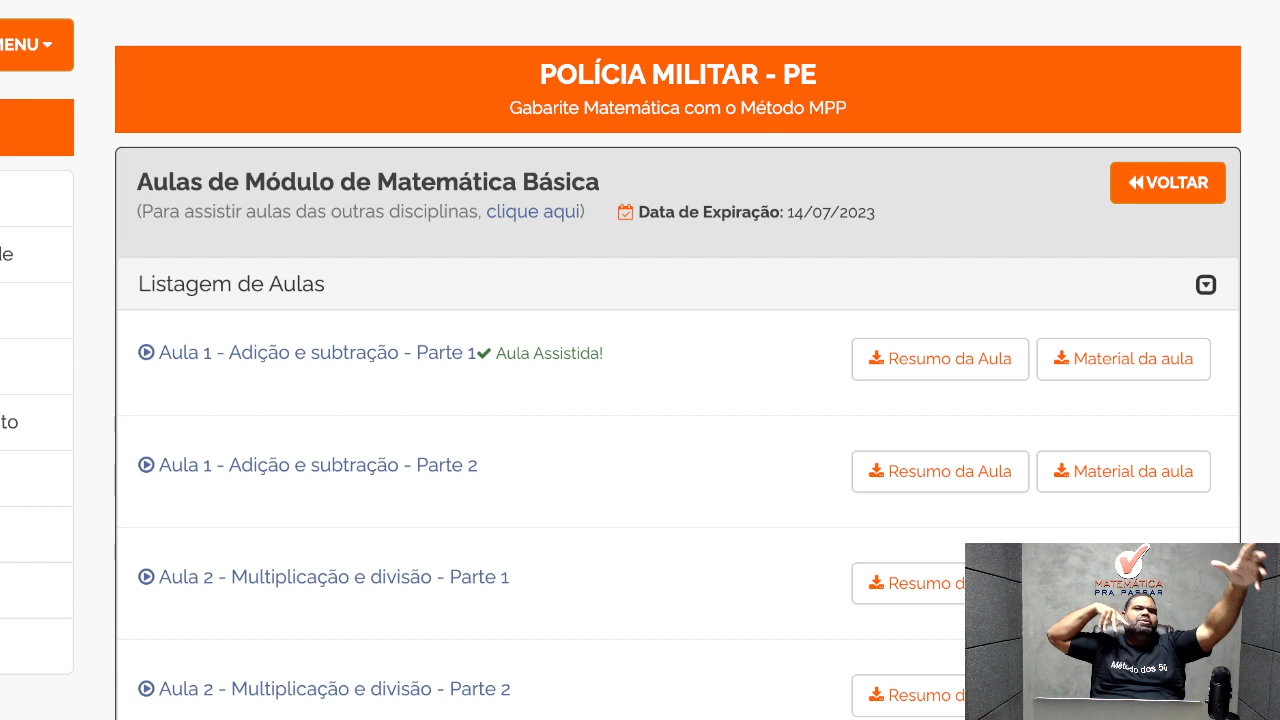 MENU
POLÍCIA MILITAR - PE
Gabarite Matemática com o Método MPP
Aulas de Módulo de Matemática Básica
VOLTAR
(Para assistir aulas das outras disciplinas, clique aqui)
Data de Expiração: 14/07/2023
de
Listagem de Aulas
Aula 1 - Adição e subtração - Parte 1
Aula Assistida!
Resumo da Aula
Material da aula
to
Aula 1 - Adição e subtração - Parte 2
Resumo da Aula
Material da aula
Aula 2 - Multiplicação e divisão - Parte 1
Resumo d
MATEMÁTICA
PRA PASSAR
Método dos 50
Aula 2 - Multiplicação e divisão - Parte 2
Resumo d